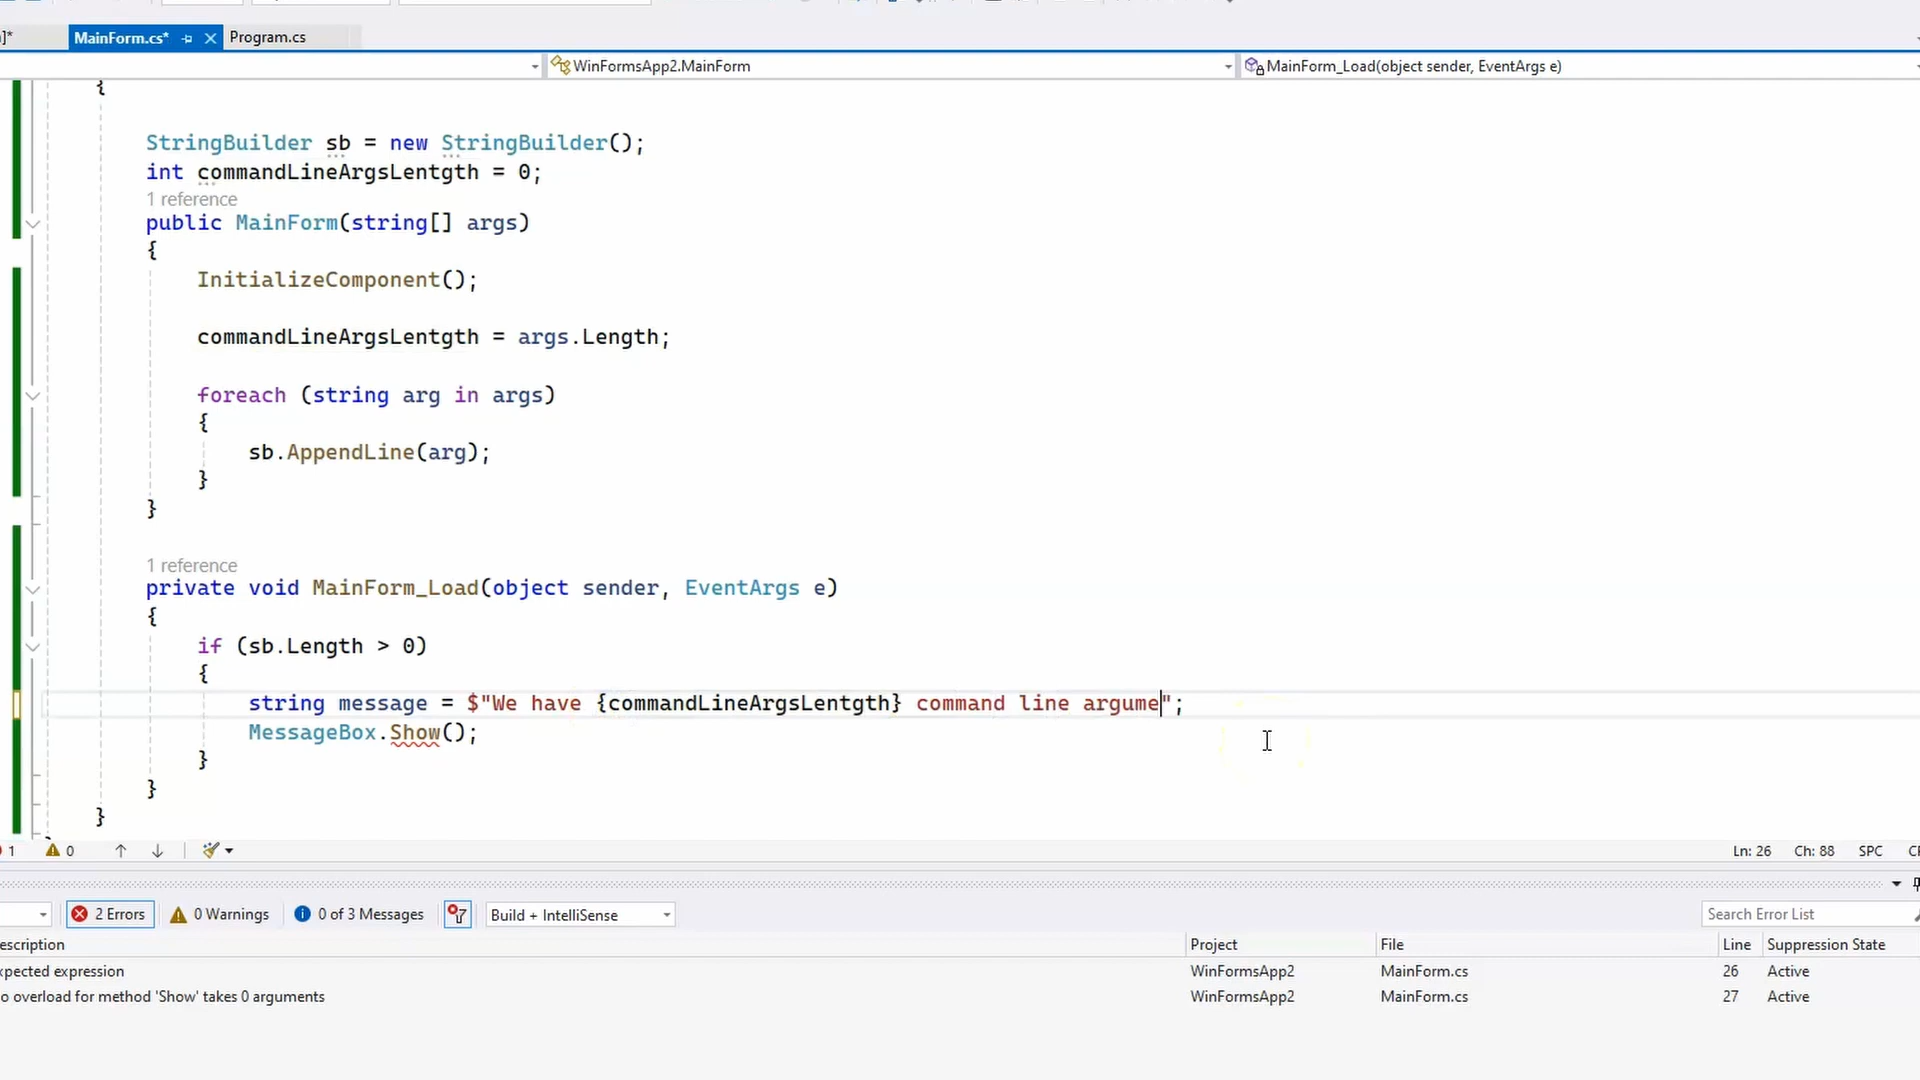 ]*
MainForm.cs*
Program.cs
WinFormsApp2.MainForm
MainForm_Load(object sender, EventArgs e)
{
StringBuilder sb = new StringBuilder();
int commandLineArgsLentgth = 0;
1 reference
public MainForm(string[] args)
{
InitializeComponent();
commandLineArgsLentgth = args.Length;
foreach (string arg in args)
{
sb.AppendLine(arg);
}
}
1 reference
private void MainForm_Load(object sender, EventArgs e)
{
if (sb.Length > 0)
{
string message = $"We have {commandLineArgsLentgth} command line argume";
MessageBox.Show();
}
}
}
1 0 Ln: 26 Ch: 88 SPC
2 Errors 0 Warnings 0 of 3 Messages Build + IntelliSense Search Error List
escription Project File Line Suppression State
xpected expression WinFormsApp2 MainForm.cs 26 Active
o overload for method 'Show' takes 0 arguments WinFormsApp2 MainForm.cs 27 Active